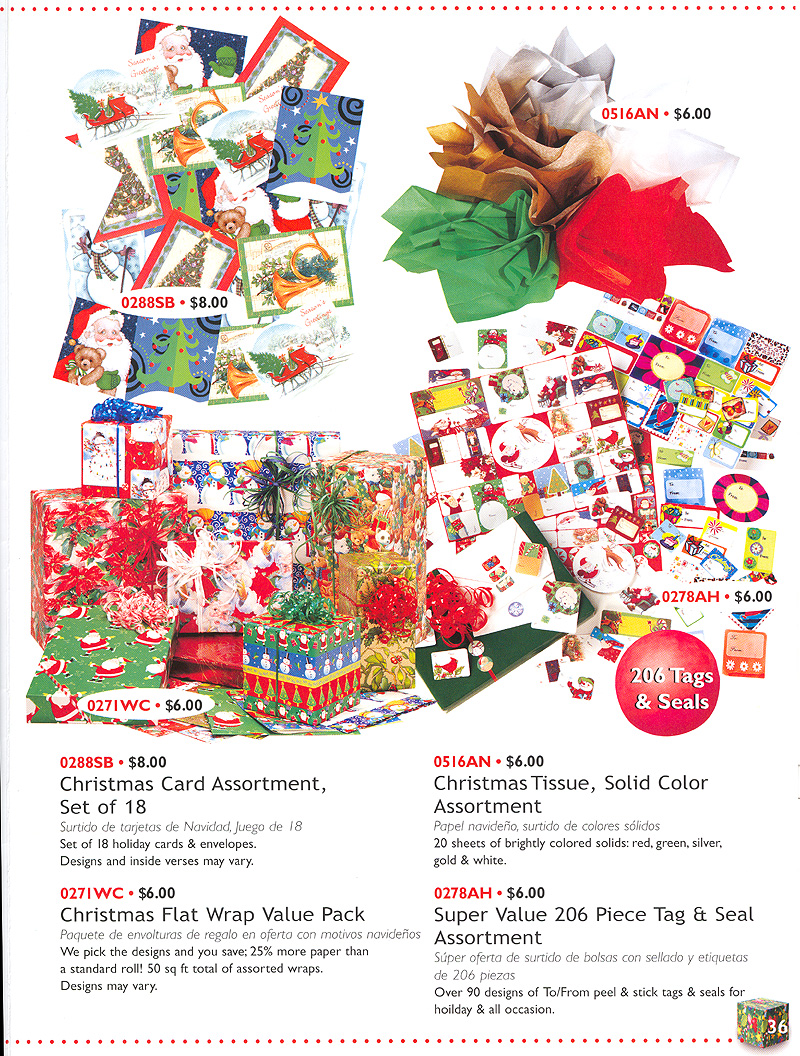 Season's
Greetings
0516AN • $6.00
0288SB • $8.00
Season's
Greetings
0278AH • $6.00
206 Tags
& Seals
0271WC • $6.00
0288SB • $8.00
Christmas Card Assortment,
Set of 18
Surtido de tarjetas de Navidad, Juego de 18
Set of 18 holiday cards & envelopes.
Designs and inside verses may vary.
0271WC • $6.00
Christmas Flat Wrap Value Pack
Paquete de envolturas de regalo en oferta con motivos navideños
We pick the designs and you save; 25% more paper than
a standard roll! 50 sq ft total of assorted wraps.
Designs may vary.
0516AN • $6.00
Christmas Tissue, Solid Color
Assortment
Papel navideño, surtido de colores sólidos
20 sheets of brightly colored solids: red, green, silver,
gold & white.
0278AH • $6.00
Super Value 206 Piece Tag & Seal
Assortment
Súper oferta de surtido de bolsas con sellado y etiquetas
de 206 piezas
Over 90 designs of To/From peel & stick tags & seals for
hoilday & all occasion.
36